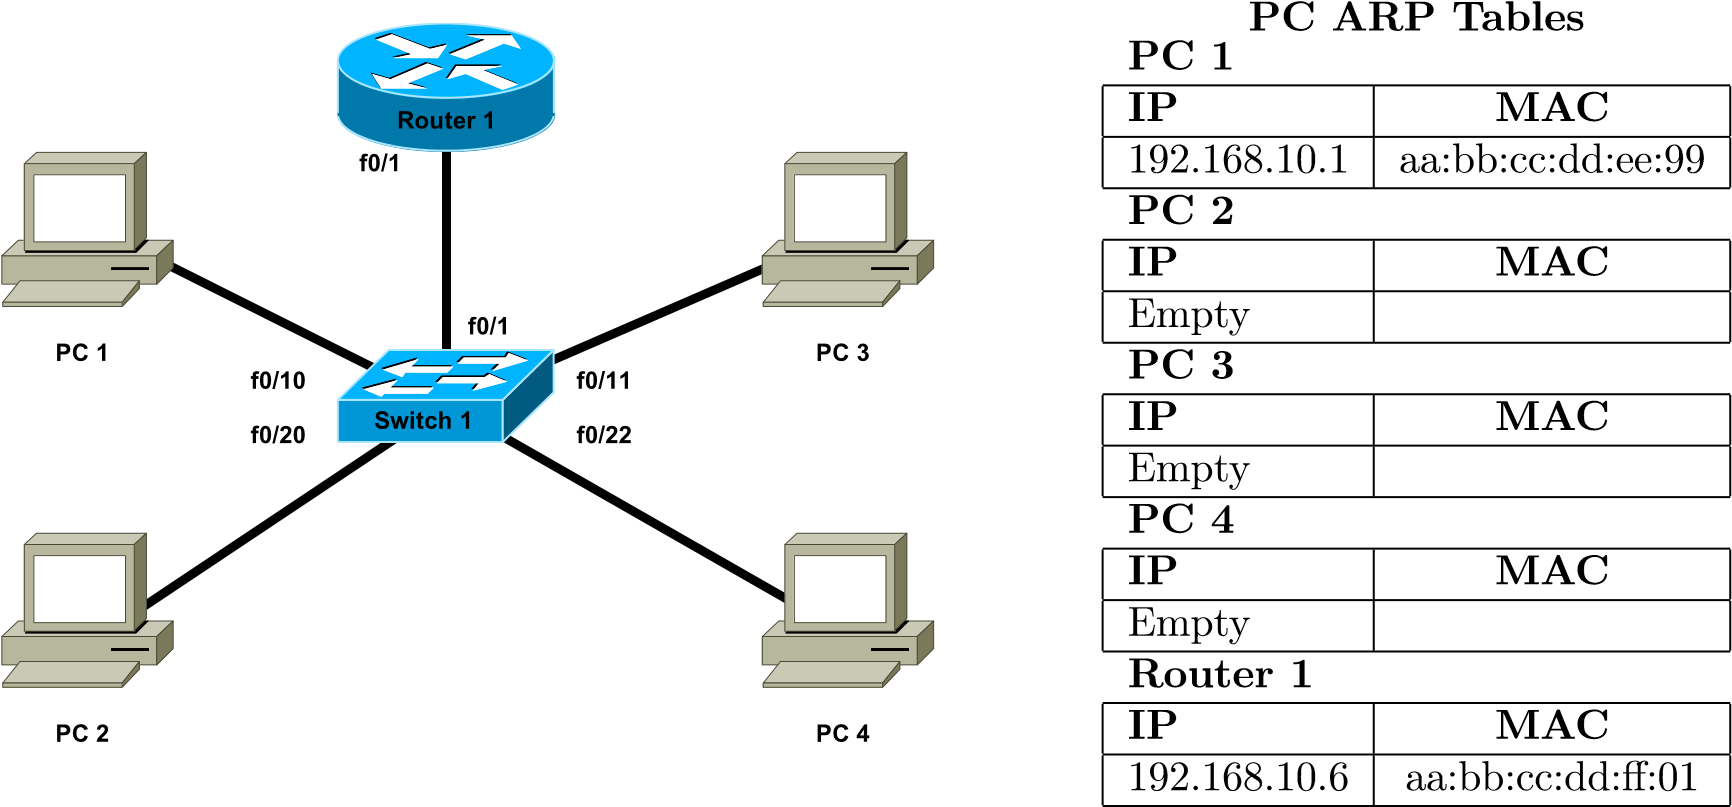 Router 1
f0/1
PC 1
PC 3
f0/1
f0/10
f0/11
Switch 1
f0/20
f0/22
PC 2
PC 4
PC ARP Tables
PC 1
IP MAC
192.168.10.1 aa:bb:cc:dd:ee:99
PC 2
IP MAC
Empty
PC 3
IP MAC
Empty
PC 4
IP MAC
Empty
Router 1
IP MAC
192.168.10.6 aa:bb:cc:dd:ff:01